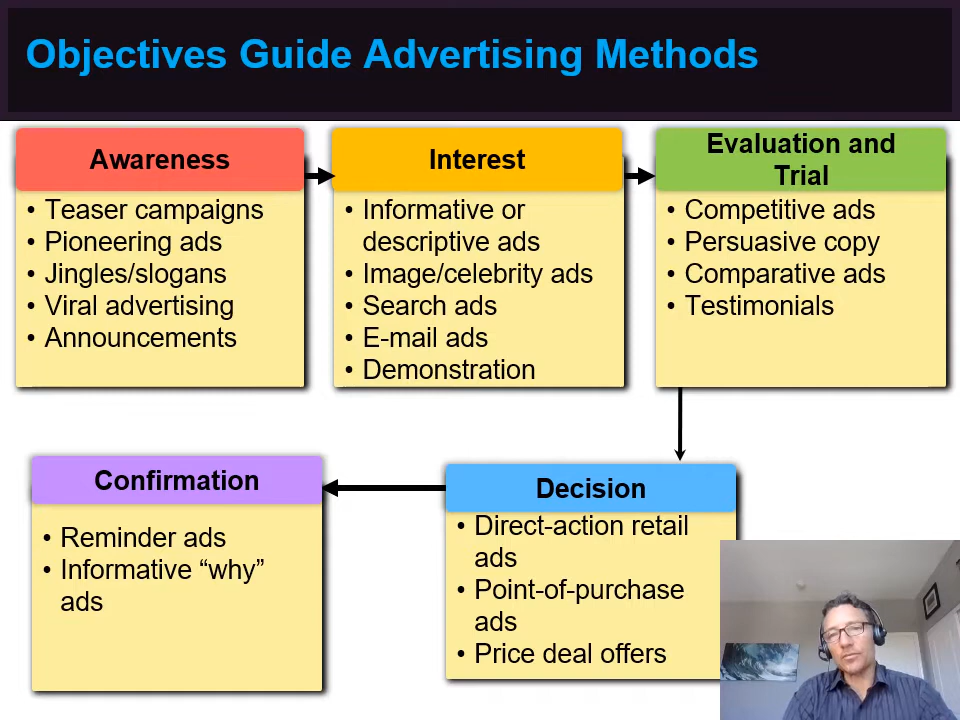 Objectives Guide Advertising Methods
Awareness
• Teaser campaigns
• Pioneering ads
• Jingles/slogans
• Viral advertising
• Announcements
Interest
• Informative or
descriptive ads
• Image/celebrity ads
• Search ads
• E-mail ads
• Demonstration
Evaluation and
Trial
• Competitive ads
• Persuasive copy
• Comparative ads
• Testimonials
Decision
• Direct-action retail
ads
• Point-of-purchase
ads
• Price deal offers
Confirmation
• Reminder ads
• Informative “why”
ads